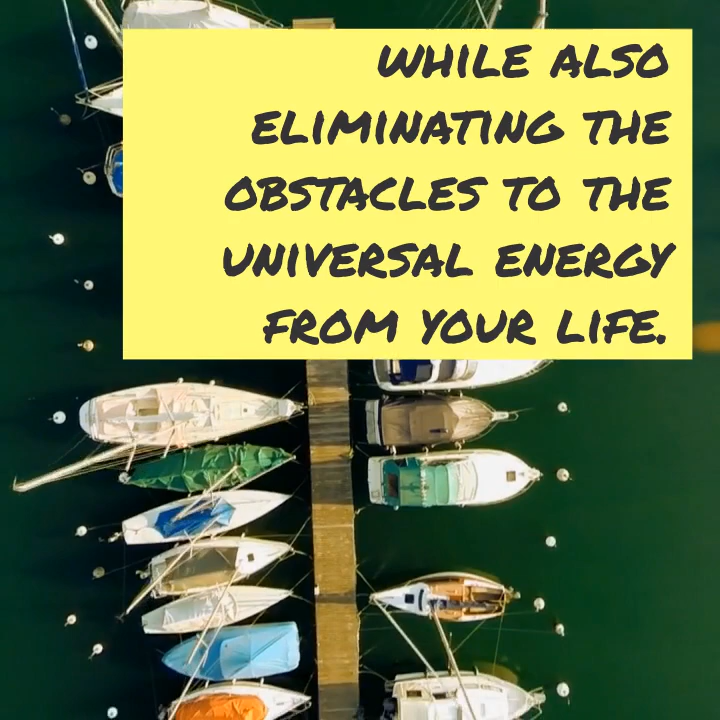 WHILE ALSO
ELIMINATING THE
OBSTACLES TO THE
UNIVERSAL ENERGY
FROM YOUR LIFE.